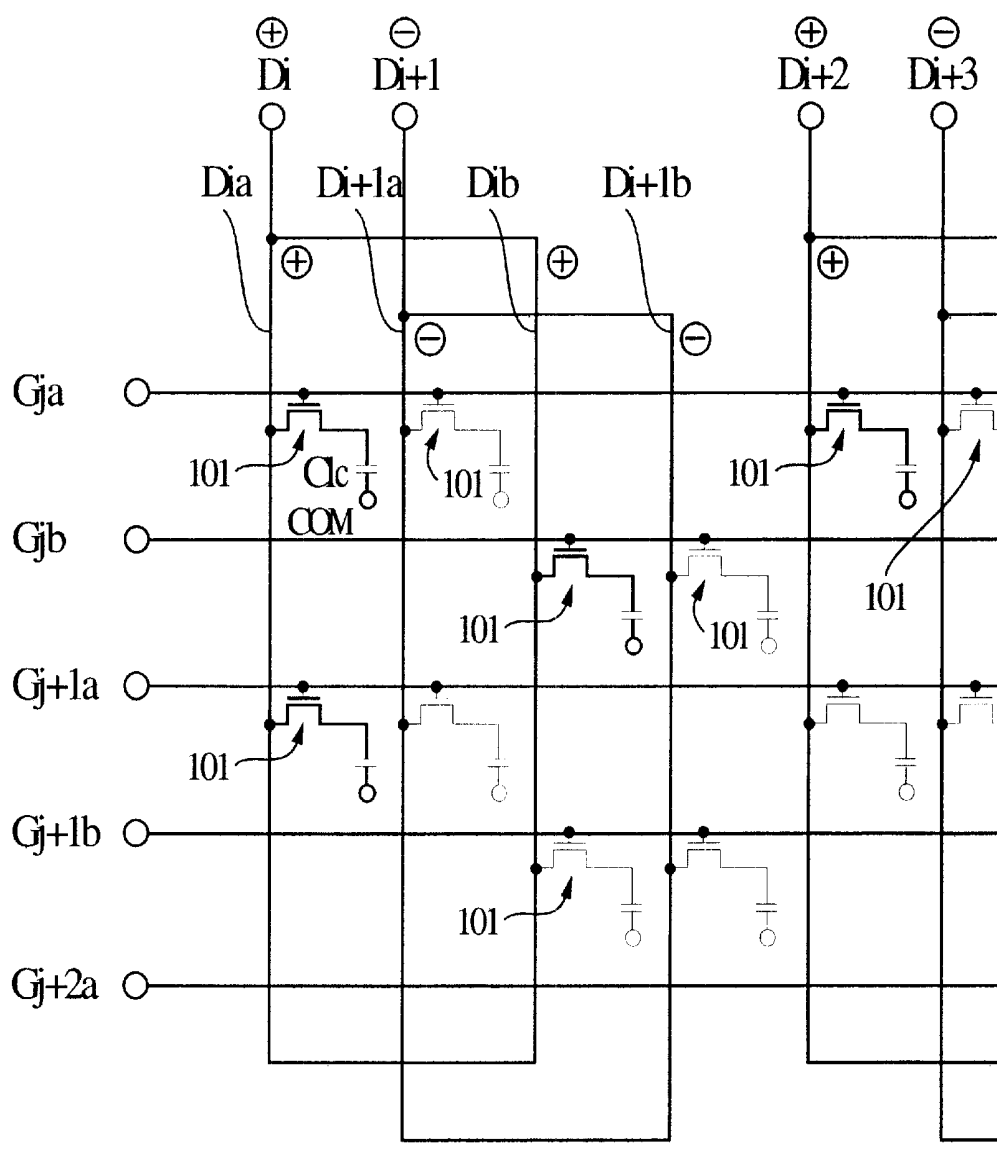 ⊕ ⊖ ⊕ ⊖
Di Di+1 Di+2 Di+3
Dia Di+1a Dib Di+1b
⊕ ⊕ ⊕
⊖ ⊖
Gja
101 Clc 101 101
COM
Gjb
101
101 101
Gj+1a
101
Gj+1b
101
Gj+2a